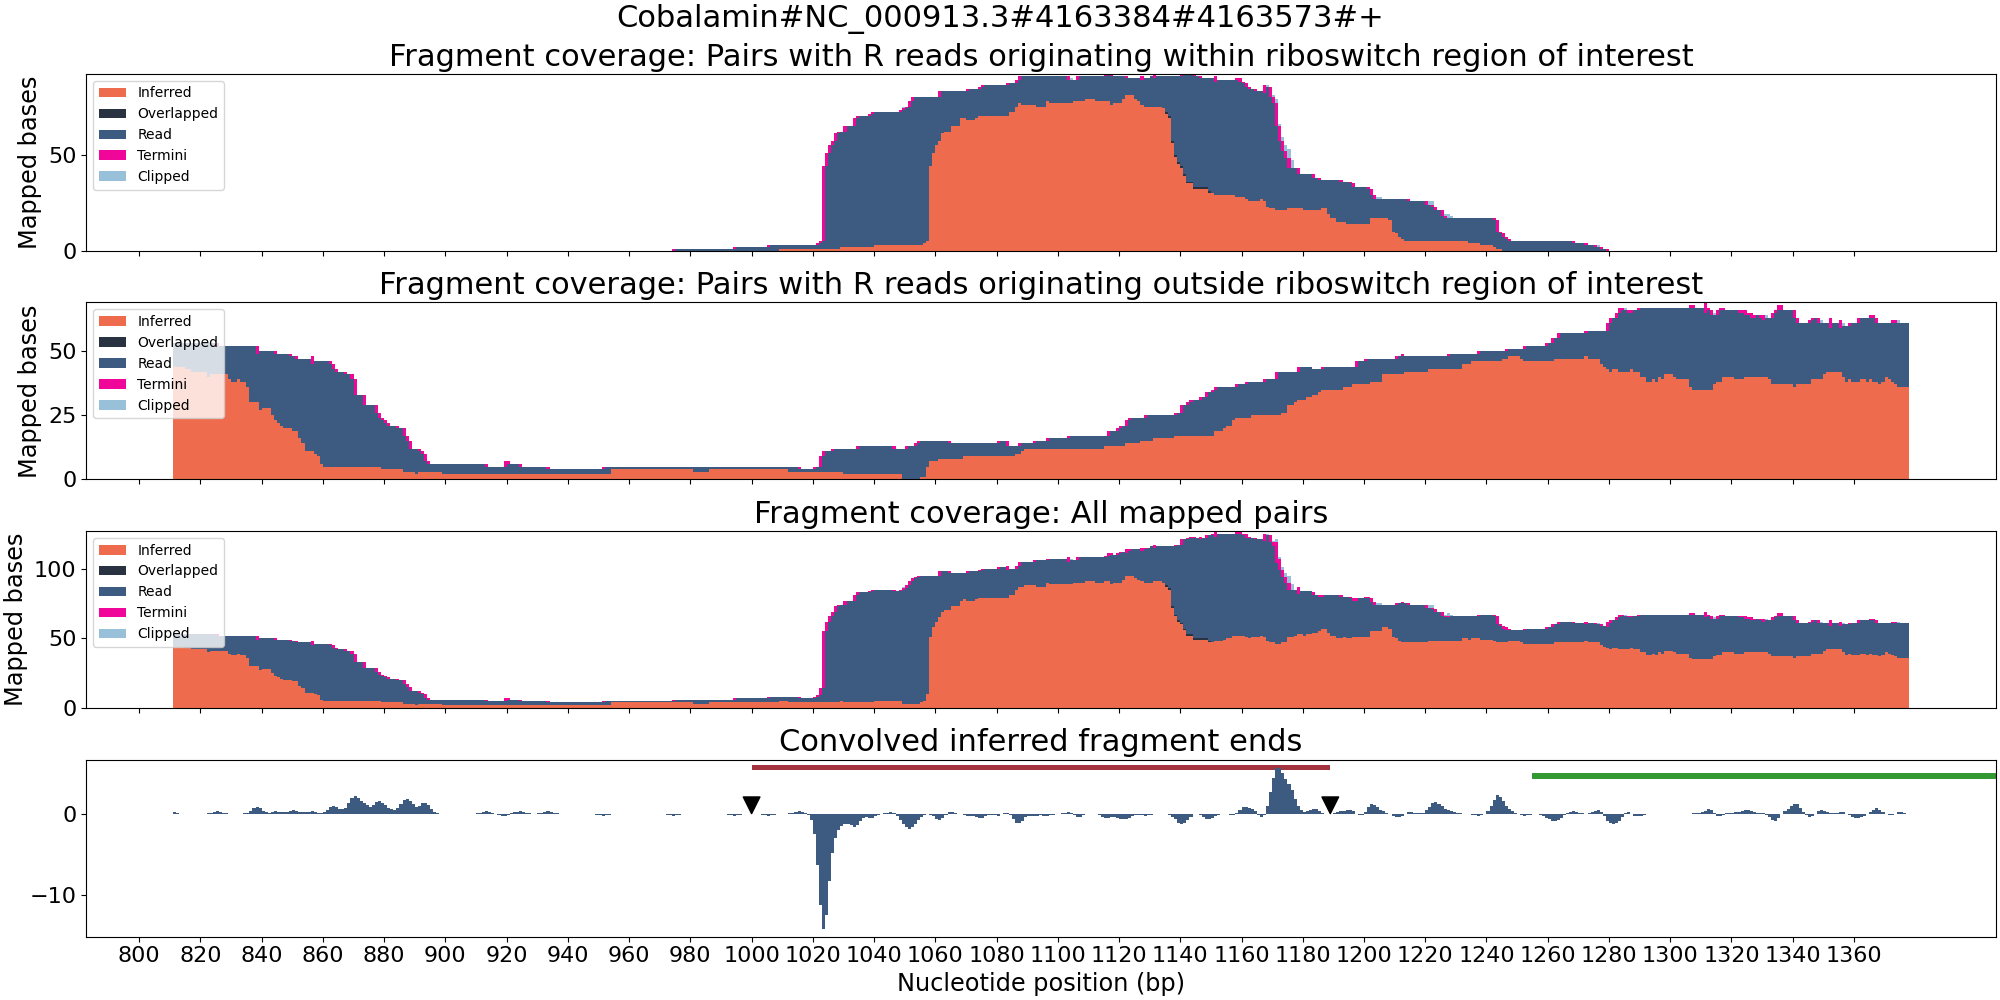 Cobalamin#NC_000913.3#4163384#4163573#+
Fragment coverage: Pairs with R reads originating within riboswitch region of interest
Mapped bases
50
0
Inferred
Overlapped
Read
Termini
Clipped
Fragment coverage: Pairs with R reads originating outside riboswitch region of interest
Mapped bases
50
25
0
Inferred
Overlapped
Read
Termini
Clipped
Fragment coverage: All mapped pairs
Mapped bases
100
50
0
Inferred
Overlapped
Read
Termini
Clipped
Convolved inferred fragment ends
0
−10
800 820 840 860 880 900 920 940 960 980 1000 1020 1040 1060 1080 1100 1120 1140 1160 1180 1200 1220 1240 1260 1280 1300 1320 1340 1360
Nucleotide position (bp)